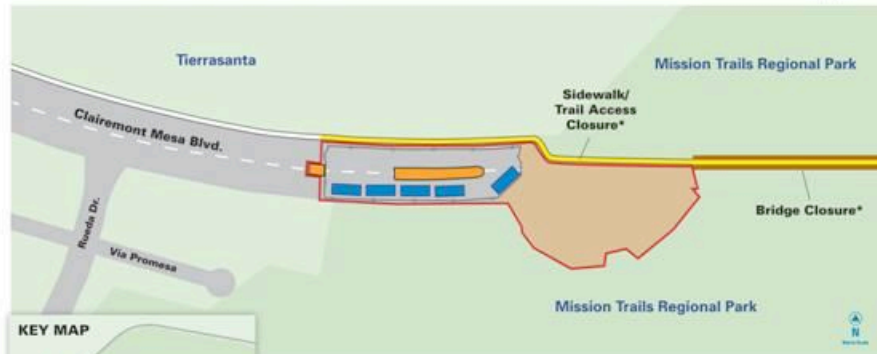 Tierrasanta
Mission Trails Regional Park
Sidewalk/
Trail Access
Closure*
Clairemont Mesa Blvd.
Rueda Dr.
Via Promesa
Bridge Closure*
Mission Trails Regional Park
KEY MAP
N